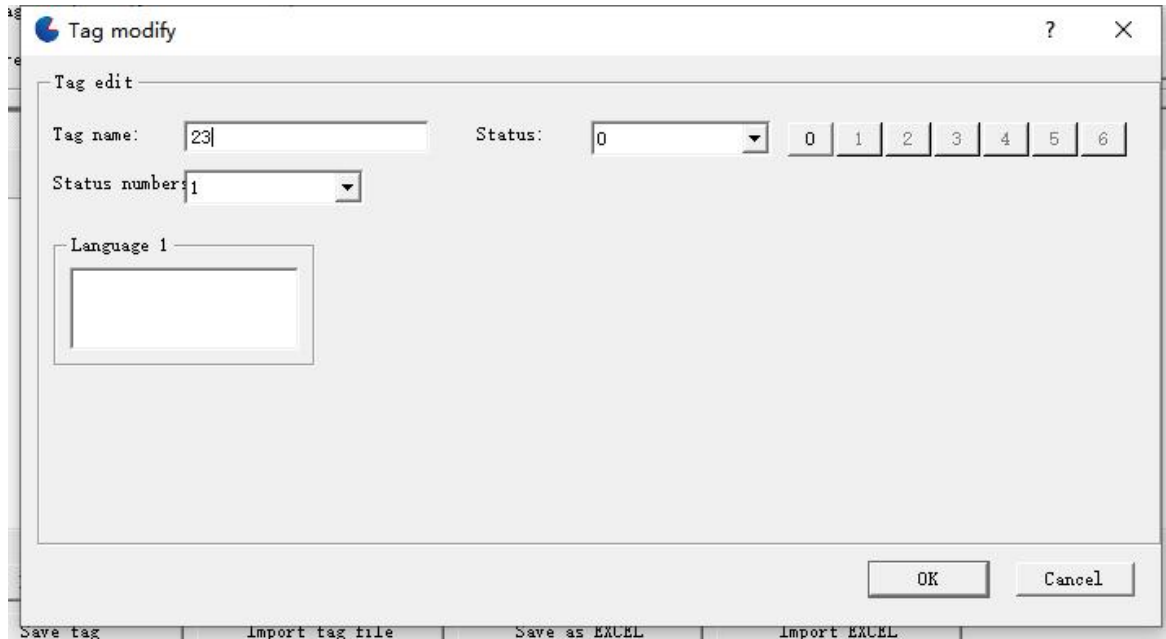 Tag modify
?
Tag edit
Tag name:
23
Status:
0
0 1 2 3 4 5 6
Status numbers
1
Language 1
OK
Cancel
Save tag
Import tag file
Save as EXCEL
Import EXCEL